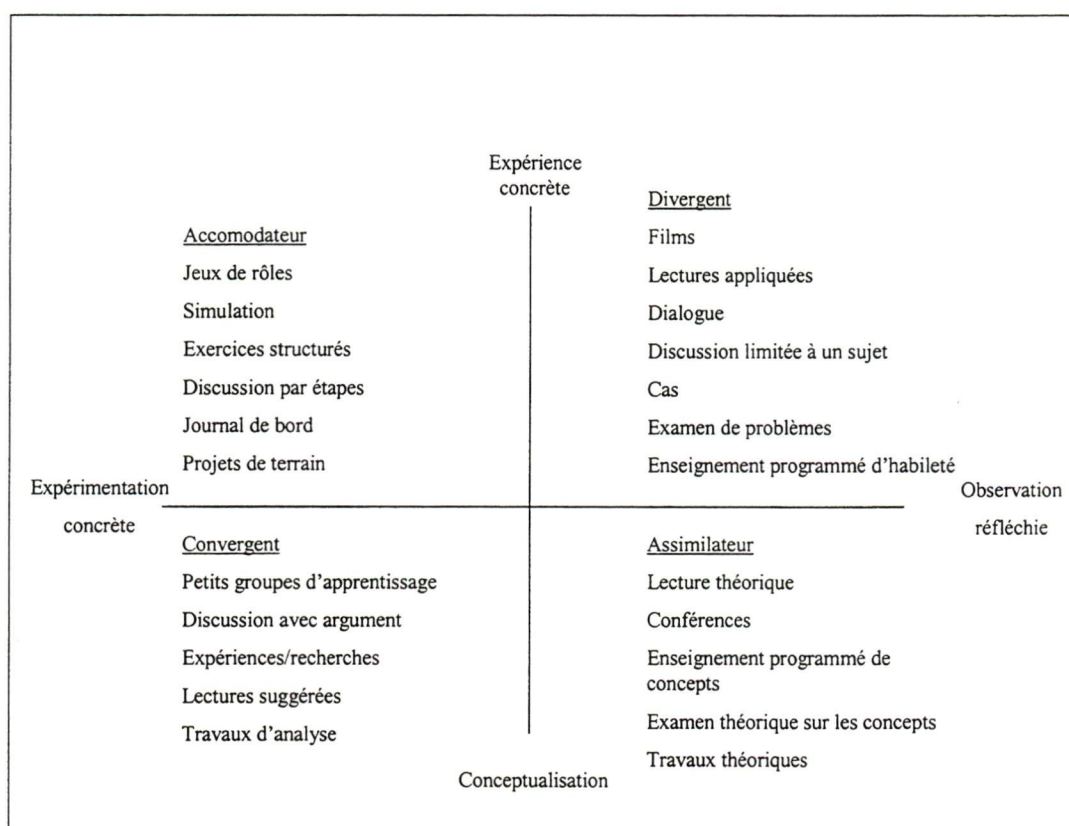 Expérience
concrète
Accomodateur
Jeux de rôles
Simulation
Exercices structurés
Discussion par étapes
Journal de bord
Projets de terrain
Divergent
Films
Lectures appliquées
Dialogue
Discussion limitée à un sujet
Cas
Examen de problèmes
Enseignement programmé d'habileté
Expérimentation
concrète
Observation
réfléchie
Convergent
Petits groupes d'apprentissage
Discussion avec argument
Expériences/recherches
Lectures suggérées
Travaux d'analyse
Assimilateur
Lecture théorique
Conférences
Enseignement programmé de
concepts
Examen théorique sur les concepts
Travaux théoriques
Conceptualisation